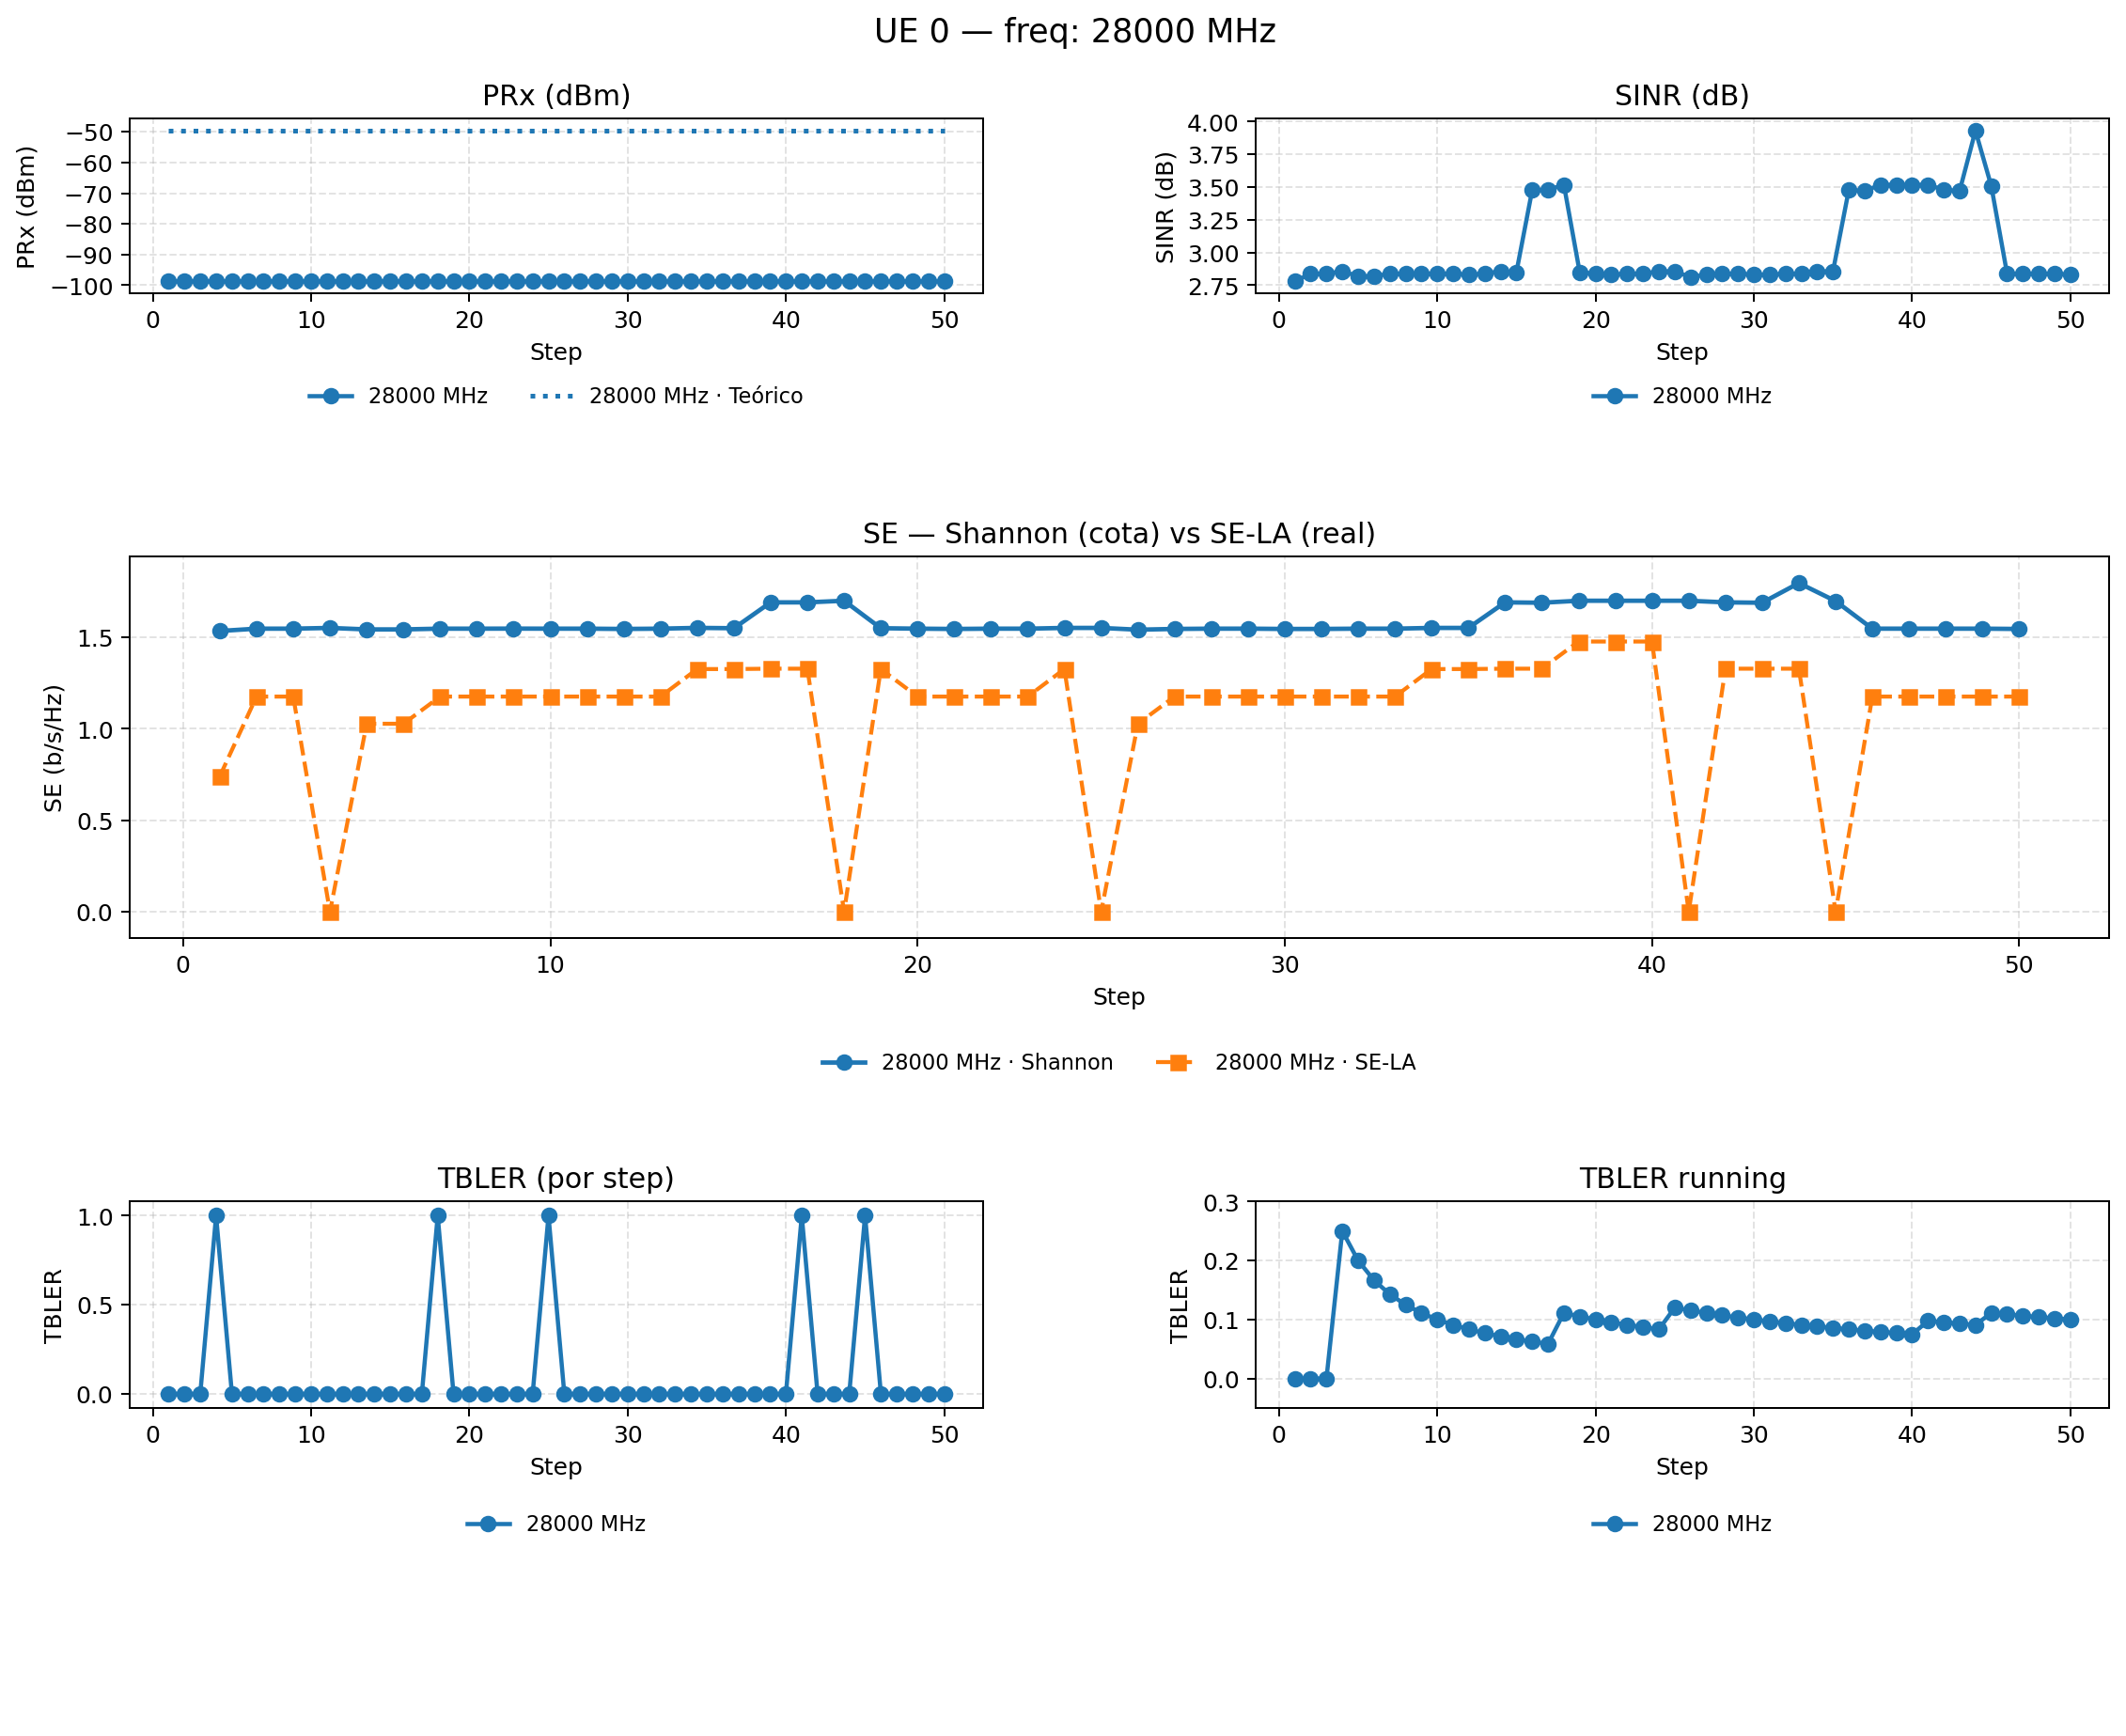 UE 0 — freq: 28000 MHz
PRx (dBm)
PRx (dBm)
−50
−60
−70
−80
−90
−100
0 10 20 30 40 50
Step
28000 MHz 28000 MHz · Teórico
SINR (dB)
SINR (dB)
4.00
3.75
3.50
3.25
3.00
2.75
0 10 20 30 40 50
Step
28000 MHz
SE — Shannon (cota) vs SE-LA (real)
SE (b/s/Hz)
1.5
1.0
0.5
0.0
0 10 20 30 40 50
Step
28000 MHz · Shannon 28000 MHz · SE-LA
TBLER (por step)
TBLER
1.0
0.5
0.0
0 10 20 30 40 50
Step
28000 MHz
TBLER running
TBLER
0.3
0.2
0.1
0.0
0 10 20 30 40 50
Step
28000 MHz